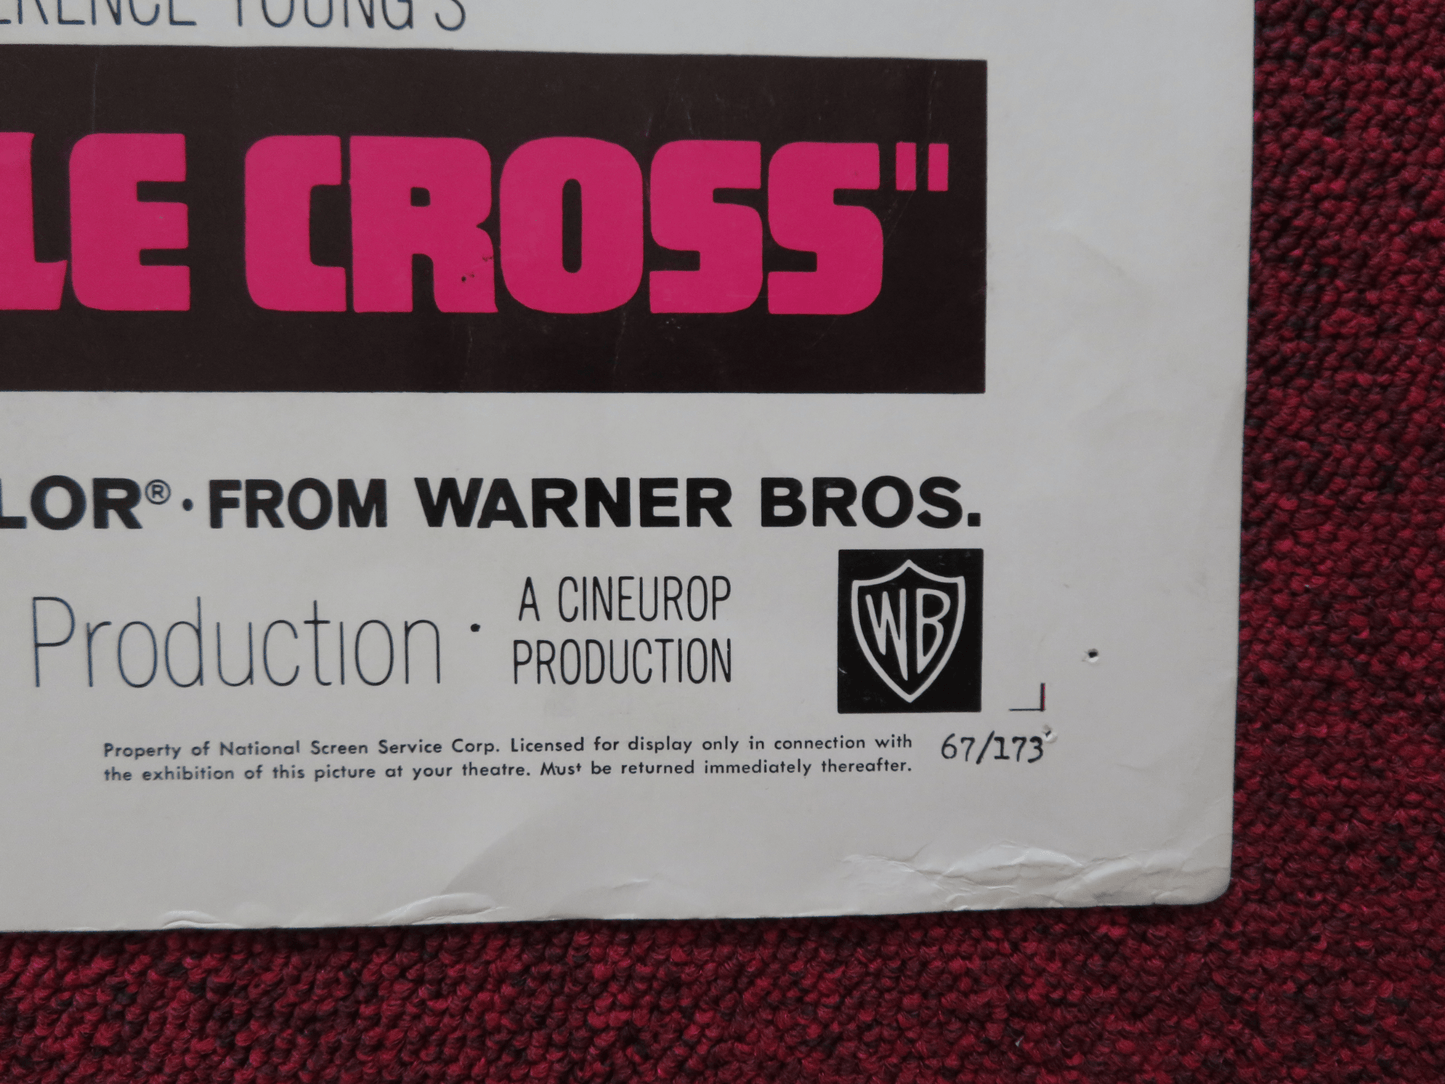 ERENCE YOUNG'S
LE CROSS"
LOR® · FROM WARNER BROS.
Production · A CINEUROP
PRODUCTION
WB
Property of National Screen Service Corp. Licensed for display only in connection with
the exhibition of this picture at your theatre. Must be returned immediately thereafter.
67/173